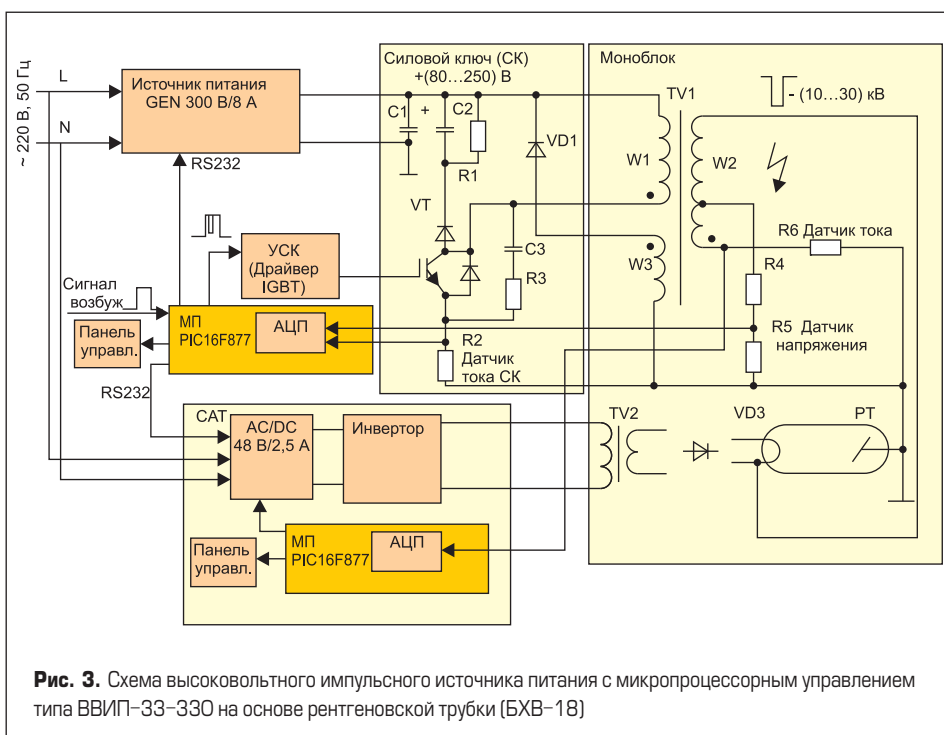 ~ 220 В, 50 Гц
L
N
Источник питания
GEN 300 В/8 А
RS232
Силовой ключ (СК)
+(80...250) В
C1
+
C2
R1
VD1
VT
C3
R3
R2
Датчик
тока СК
Моноблок
TV1
- (10...30) кВ
W1
W2
W3
R6 Датчик тока
R4
R5 Датчик
напряжения
УСК
(Драйвер
IGBT)
Сигнал
возбуж.
МП
PIC16F877
АЦП
Панель
управл.
RS232
САТ
AC/DC
48 В/2,5 А
Инвертор
TV2
VD3
РТ
МП
PIC16F877
АЦП
Панель
управл.
Рис. 3. Схема высоковольтного импульсного источника питания с микропроцессорным управлением
типа ВВИП–33–330 на основе рентгеновской трубки (БХВ–18)